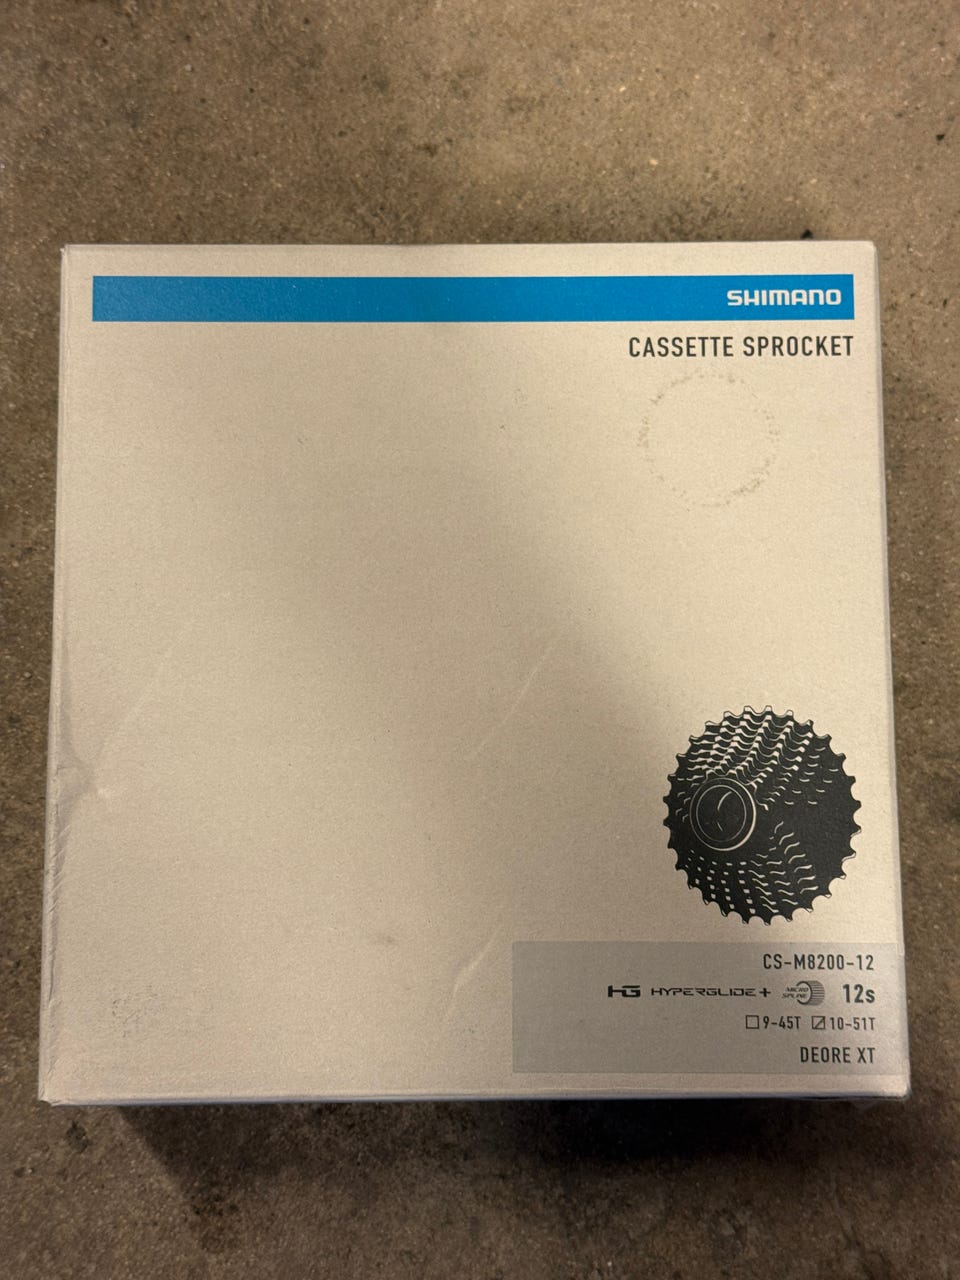 SHIMANO
CASSETTE SPROCKET
CS-M8200-12
HG HYPERGLIDE+ MICRO SPLINE 12s
9-45T 10-51T
DEORE XT